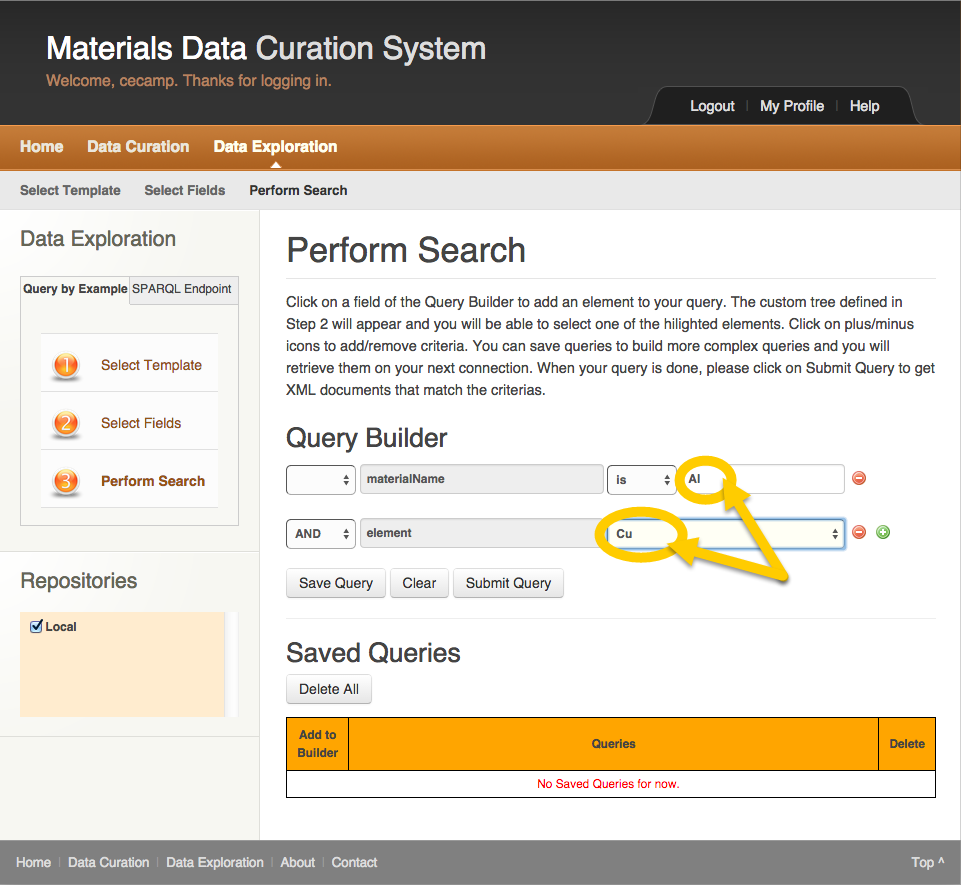 Materials Data Curation System
Welcome, cecamp. Thanks for logging in.
Logout My Profile Help
Home Data Curation Data Exploration
Select Template Select Fields Perform Search
Data Exploration
Query by Example SPARQL Endpoint
1 Select Template
2 Select Fields
3 Perform Search
Repositories
Local
Perform Search
Click on a field of the Query Builder to add an element to your query. The custom tree defined in
Step 2 will appear and you will be able to select one of the hilighted elements. Click on plus/minus
icons to add/remove criteria. You can save queries to build more complex queries and you will
retrieve them on your next connection. When your query is done, please click on Submit Query to get
XML documents that match the criterias.
Query Builder
materialName is Al
AND element Cu
Save Query Clear Submit Query
Saved Queries
Delete All
Add to
Builder
Queries
Delete
No Saved Queries for now.
Home Data Curation Data Exploration About Contact Top ^